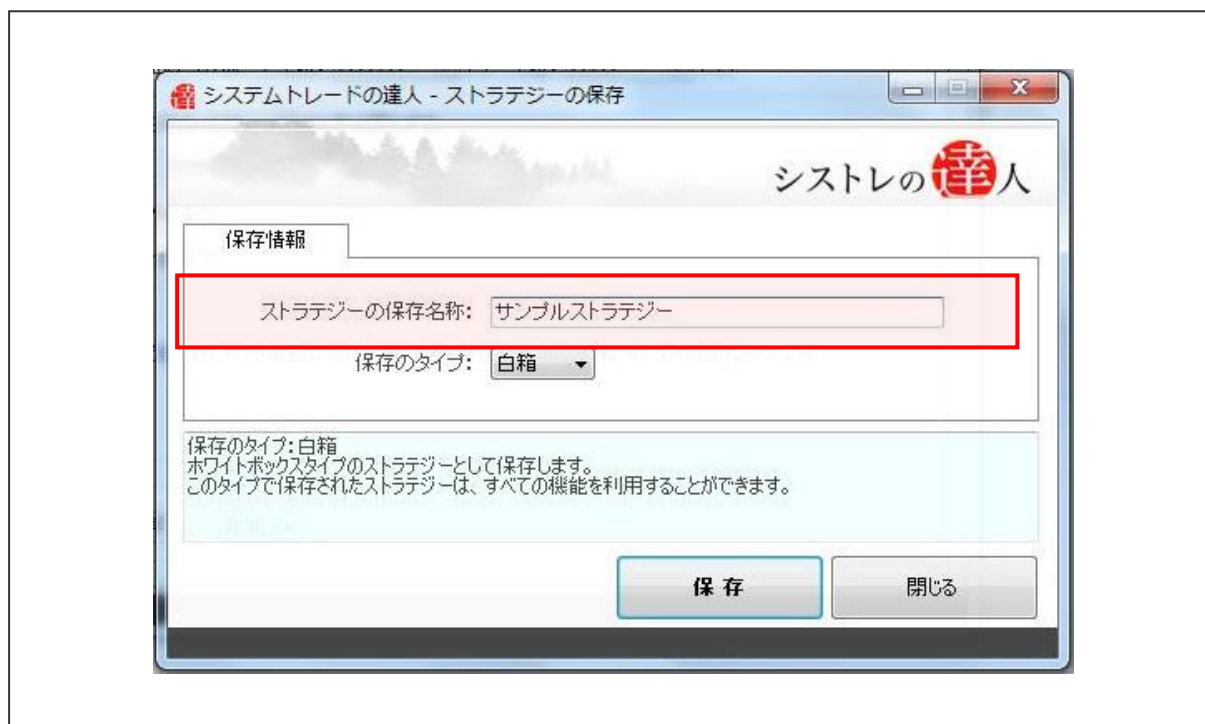 システムトレードの達人 - ストラテジーの保存
シストレの達人
保存情報
ストラテジーの保存名称: サンプルストラテジー
保存のタイプ: 白箱
保存のタイプ:白箱
ホワイトボックスタイプのストラテジーとして保存します。
このタイプで保存されたストラテジーは、すべての機能を利用することができます。
保存 閉じる